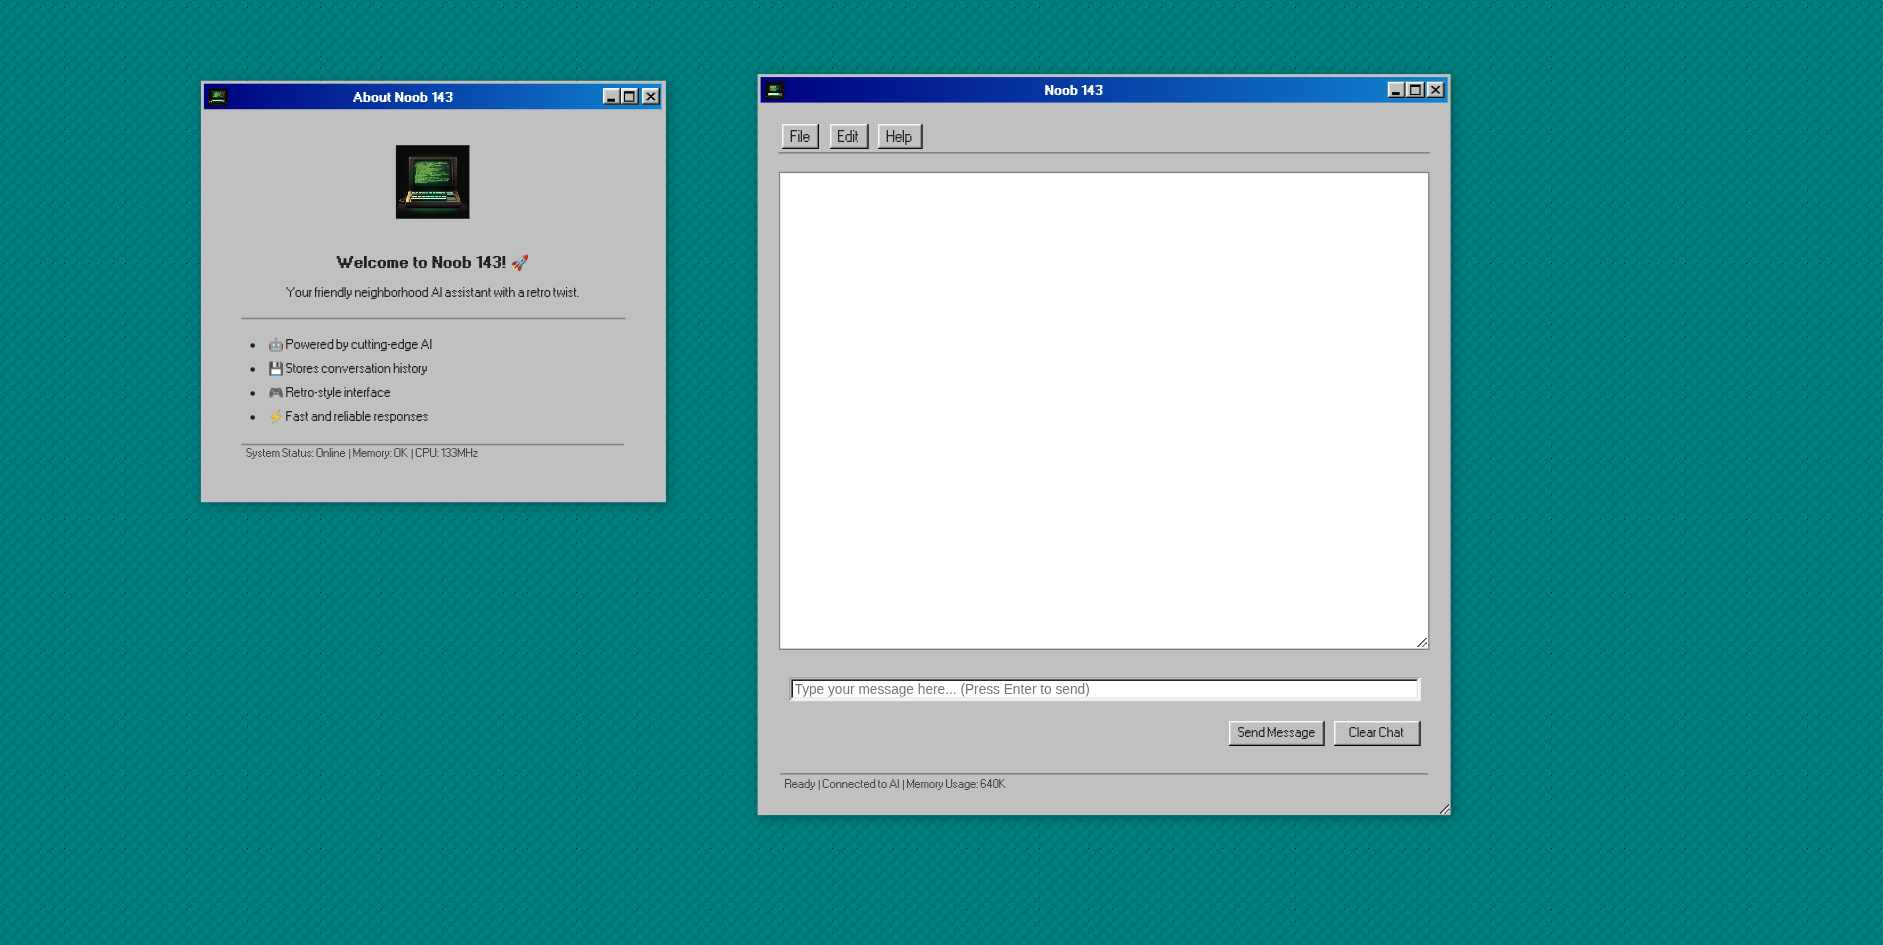 About Noob 143
Welcome to Noob 143! 🚀
Your friendly neighborhood AI assistant with a retro twist.
• 🤖 Powered by cutting-edge AI
• 💾 Stores conversation history
• 🎮 Retro-style interface
• ⚡ Fast and reliable responses
System Status: Online | Memory: OK | CPU: 133MHz
Noob 143
File Edit Help
Type your message here... (Press Enter to send)
Send Message Clear Chat
Ready | Connected to AI | Memory Usage: 640K